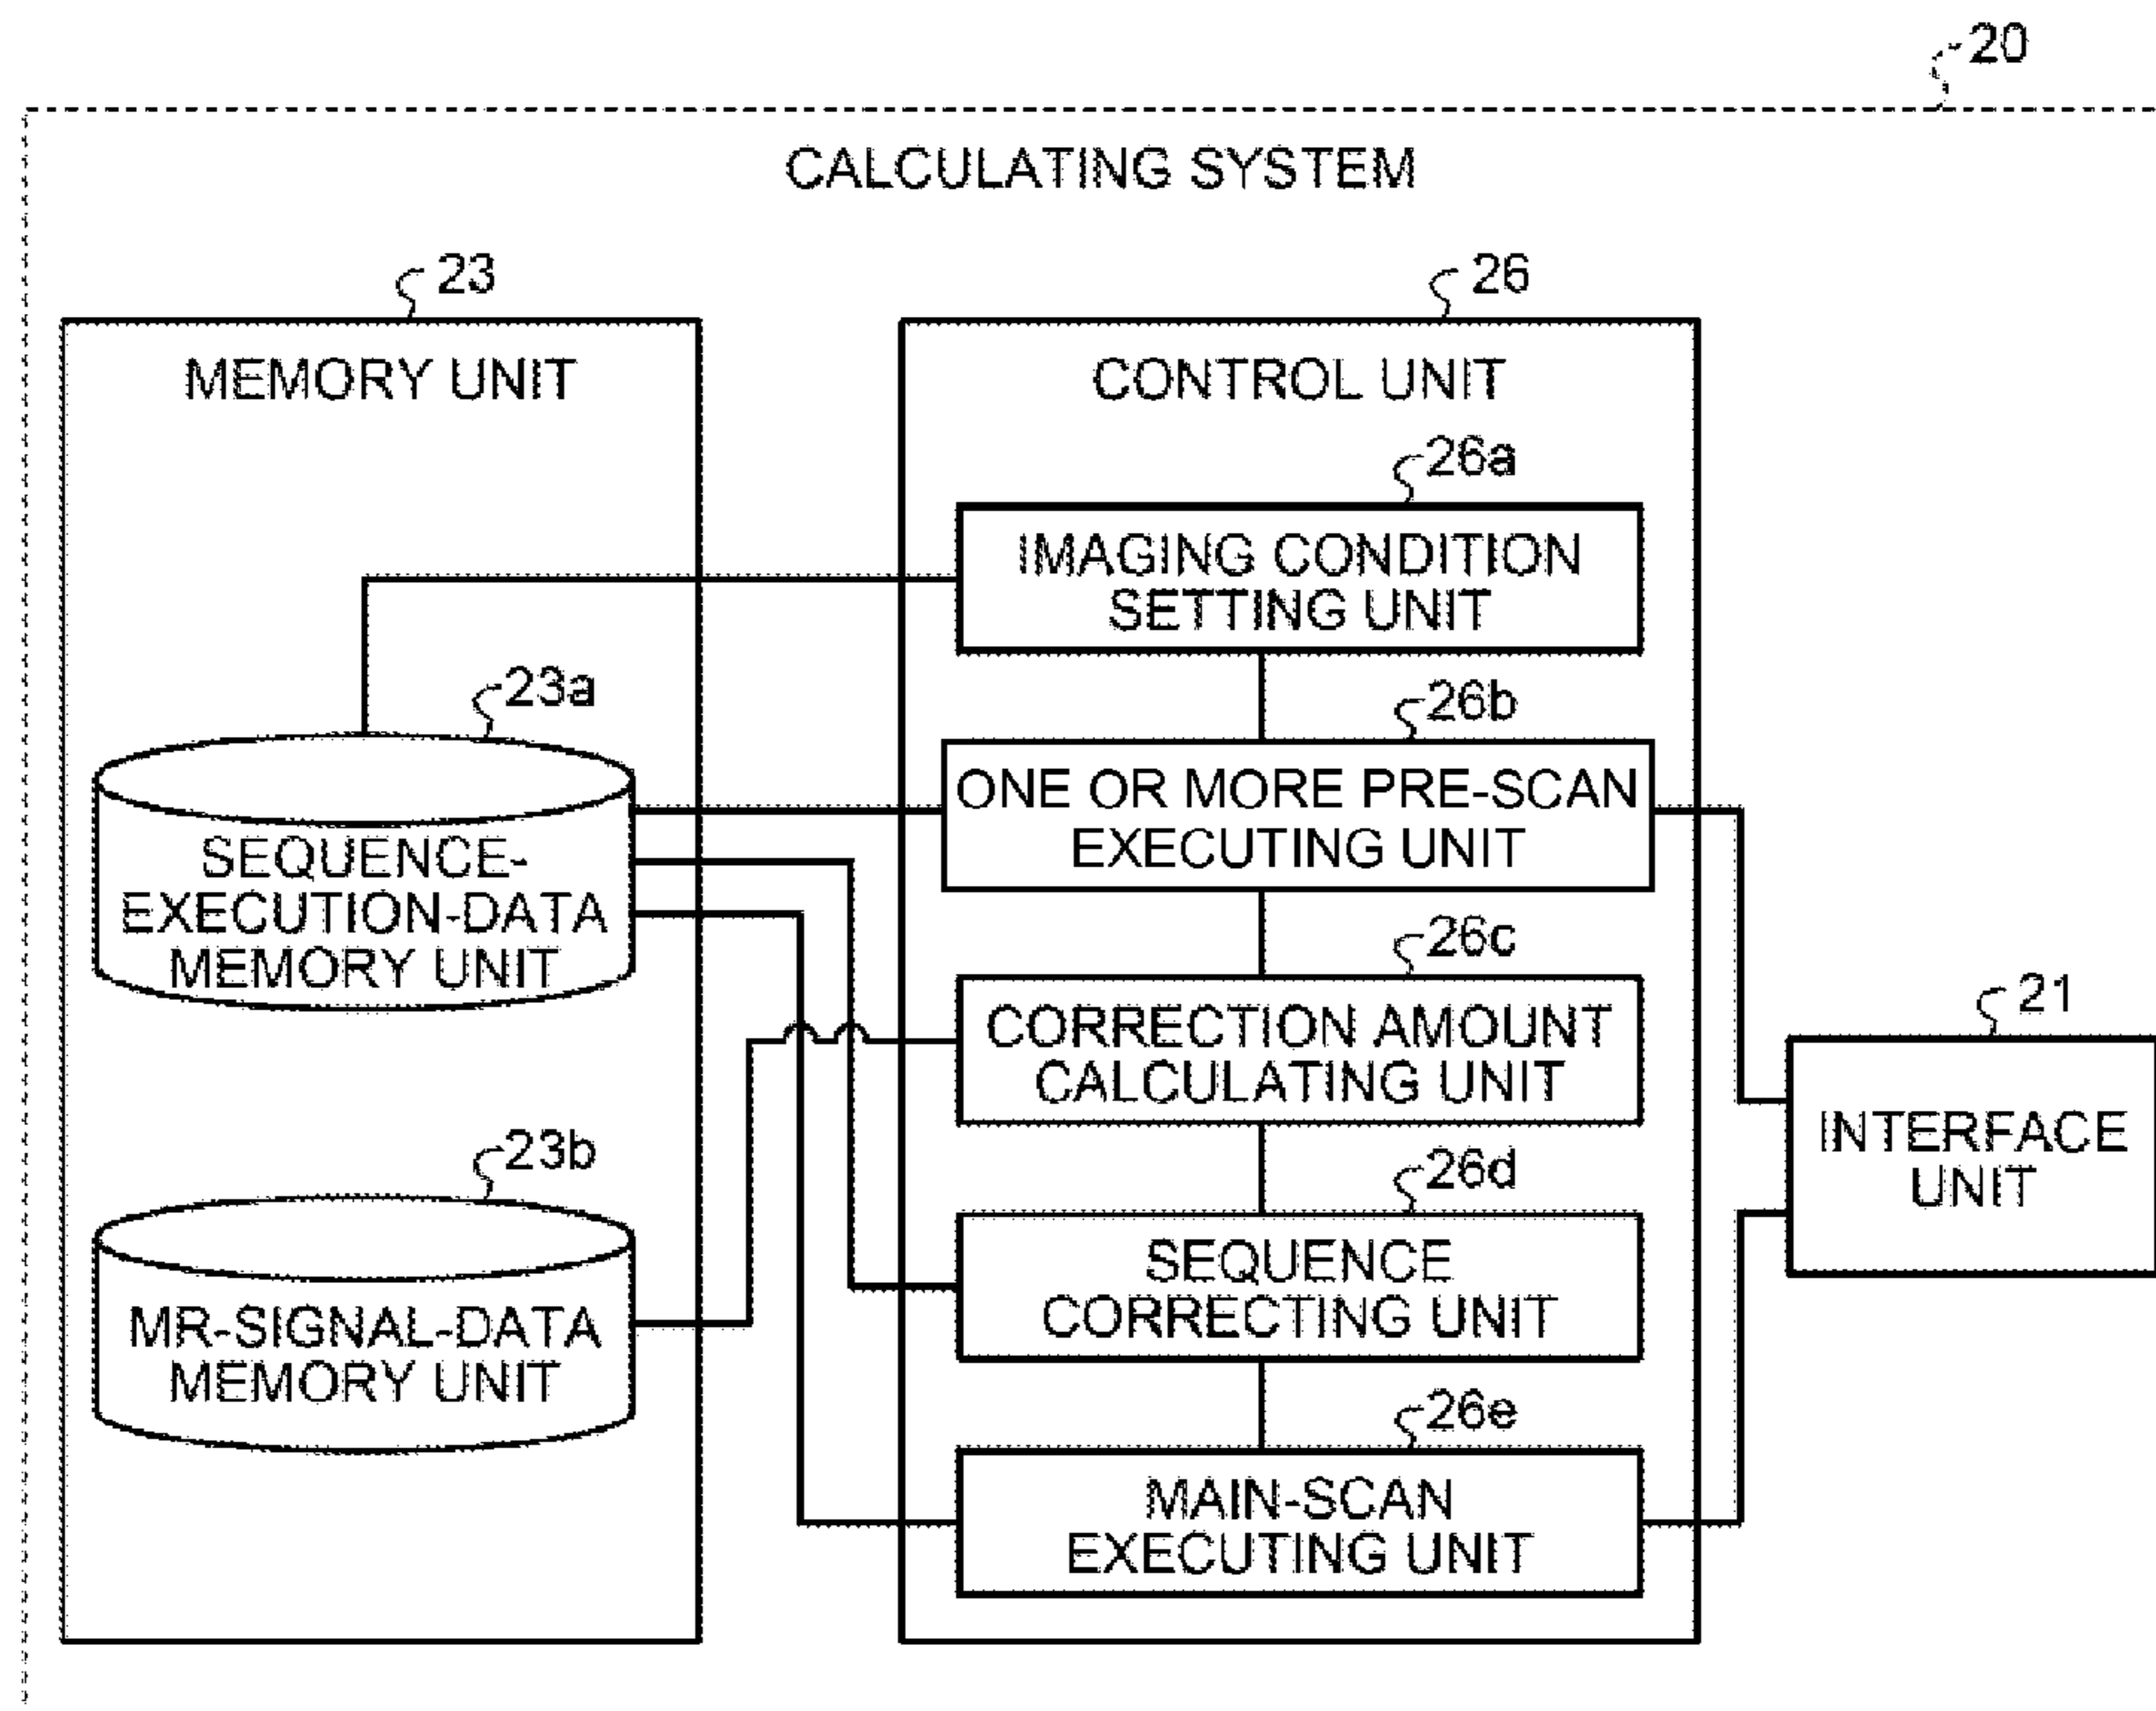 20
CALCULATING SYSTEM
23
MEMORY UNIT
23a
SEQUENCE-
EXECUTION-DATA
MEMORY UNIT
23b
MR-SIGNAL-DATA
MEMORY UNIT
26
CONTROL UNIT
26a
IMAGING CONDITION
SETTING UNIT
26b
ONE OR MORE PRE-SCAN
EXECUTING UNIT
26c
CORRECTION AMOUNT
CALCULATING UNIT
26d
SEQUENCE
CORRECTING UNIT
26e
MAIN-SCAN
EXECUTING UNIT
21
INTERFACE
UNIT